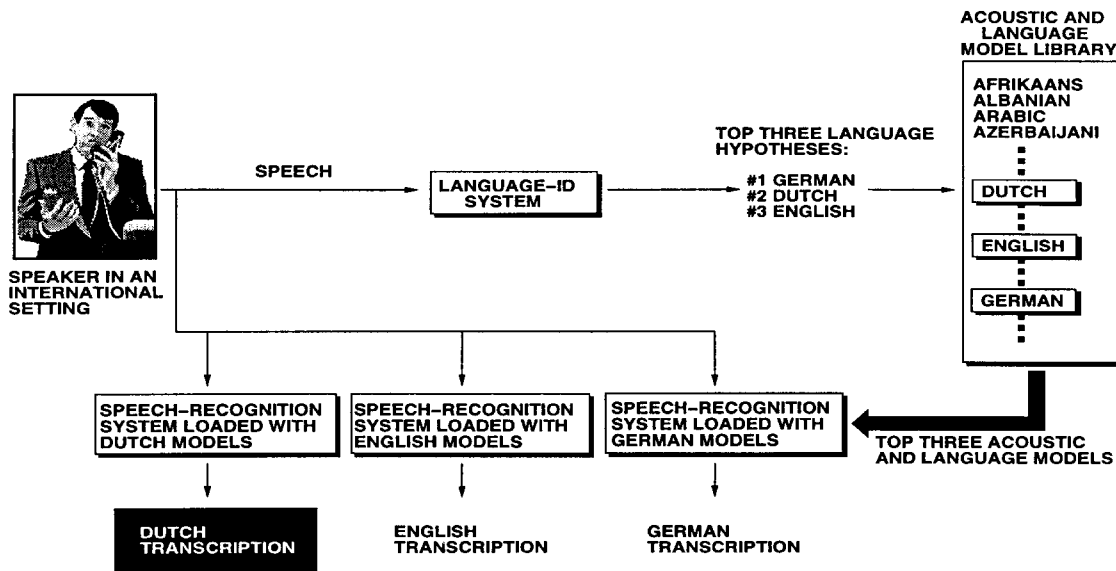 ACOUSTIC AND
LANGUAGE
MODEL LIBRARY
AFRIKAANS
ALBANIAN
ARABIC
AZERBAIJANI
DUTCH
ENGLISH
GERMAN
SPEECH
LANGUAGE-ID
SYSTEM
TOP THREE LANGUAGE
HYPOTHESES:
#1 GERMAN
#2 DUTCH
#3 ENGLISH
SPEAKER IN AN
INTERNATIONAL
SETTING
SPEECH-RECOGNITION
SYSTEM LOADED WITH
DUTCH MODELS
SPEECH-RECOGNITION
SYSTEM LOADED WITH
ENGLISH MODELS
SPEECH-RECOGNITION
SYSTEM LOADED WITH
GERMAN MODELS
TOP THREE ACOUSTIC
AND LANGUAGE MODELS
DUTCH
TRANSCRIPTION
ENGLISH
TRANSCRIPTION
GERMAN
TRANSCRIPTION